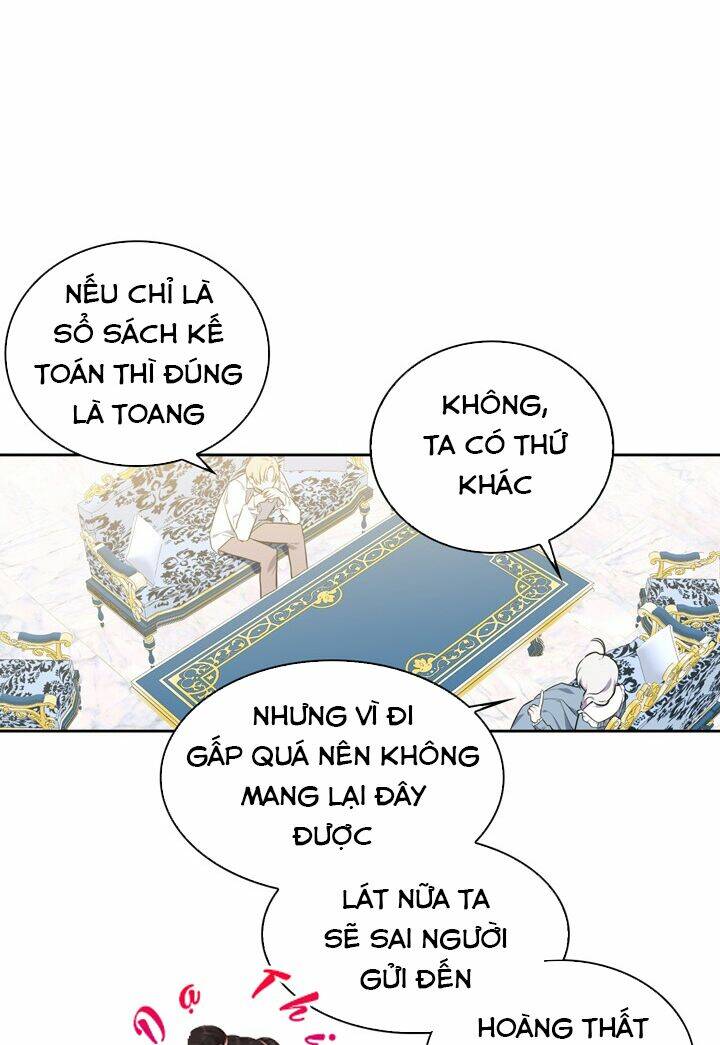 NẾU CHỈ LÀ
SỔ SÁCH KẾ
TOÁN THÌ ĐÚNG
LÀ TOANG
KHÔNG,
TA CÓ THỨ
KHÁC
NHƯNG VÌ ĐI
GẤP QUÁ NÊN KHÔNG
MANG LẠI ĐÂY
ĐƯỢC
LÁT NỮA TA
SẼ SAI NGƯỜI
GỬI ĐẾN
HOÀNG THẤT
Dạ